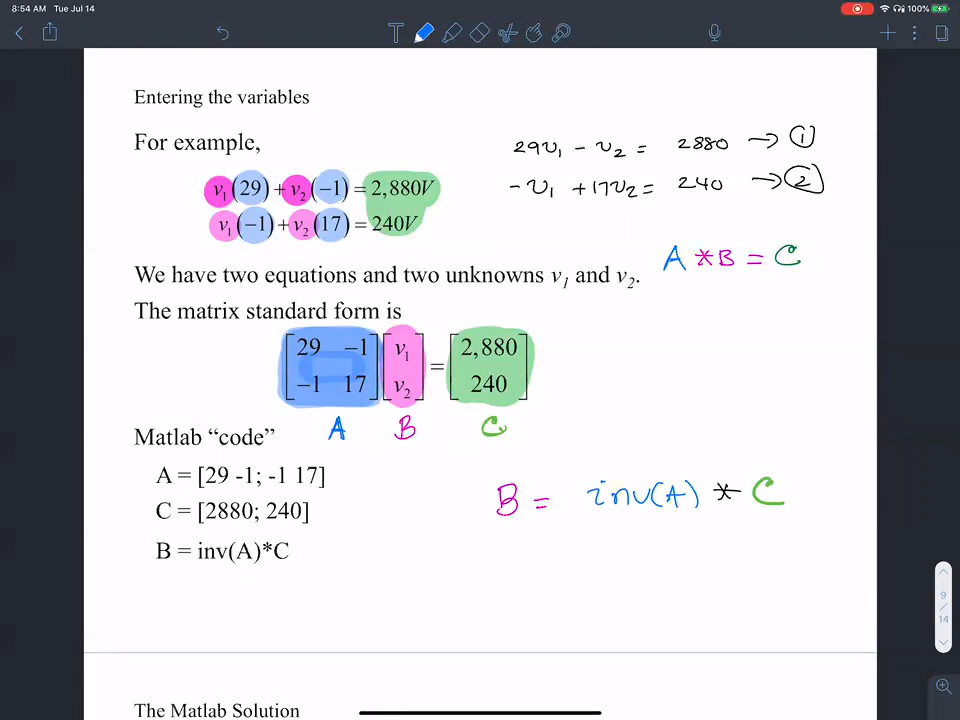 8:54 AM Tue Jul 14
100%
Entering the variables
For example,
29v₁ - v₂ = 2880 → ①
v₁(29) + v₂(−1) = 2,880V
-v₁ + 17v₂ = 240 → ②
v₁(−1) + v₂(17) = 240V
A * B = C
We have two equations and two unknowns v₁ and v₂.
The matrix standard form is
[29 −1] [v₁] = [2,880]
[−1 17] [v₂] [240]
A B C
Matlab “code”
A = [29 -1; -1 17]
B = inv(A) * C
C = [2880; 240]
B = inv(A)*C
9
/
14
The Matlab Solution